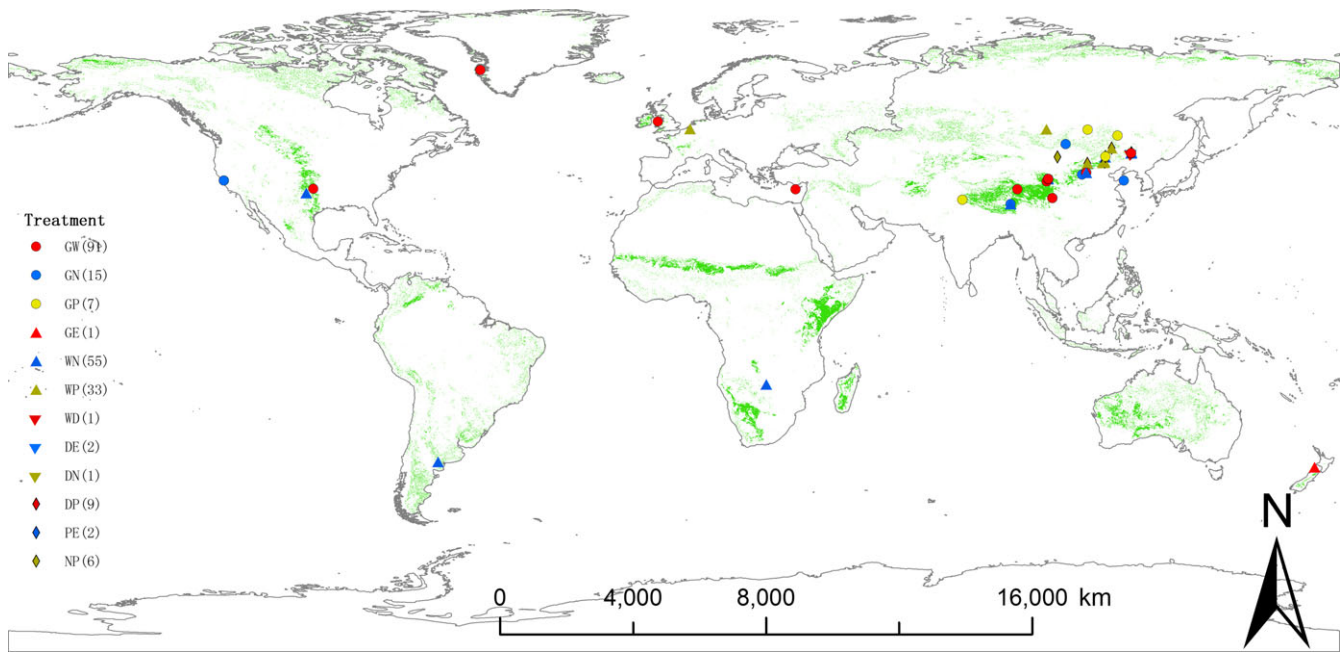 Treatment
GW(91)
GN(15)
GP(7)
GE(1)
WN(55)
WP(33)
WD(1)
DE(2)
DN(1)
DP(9)
PE(2)
NP(6)
N
0 4,000 8,000 16,000 km